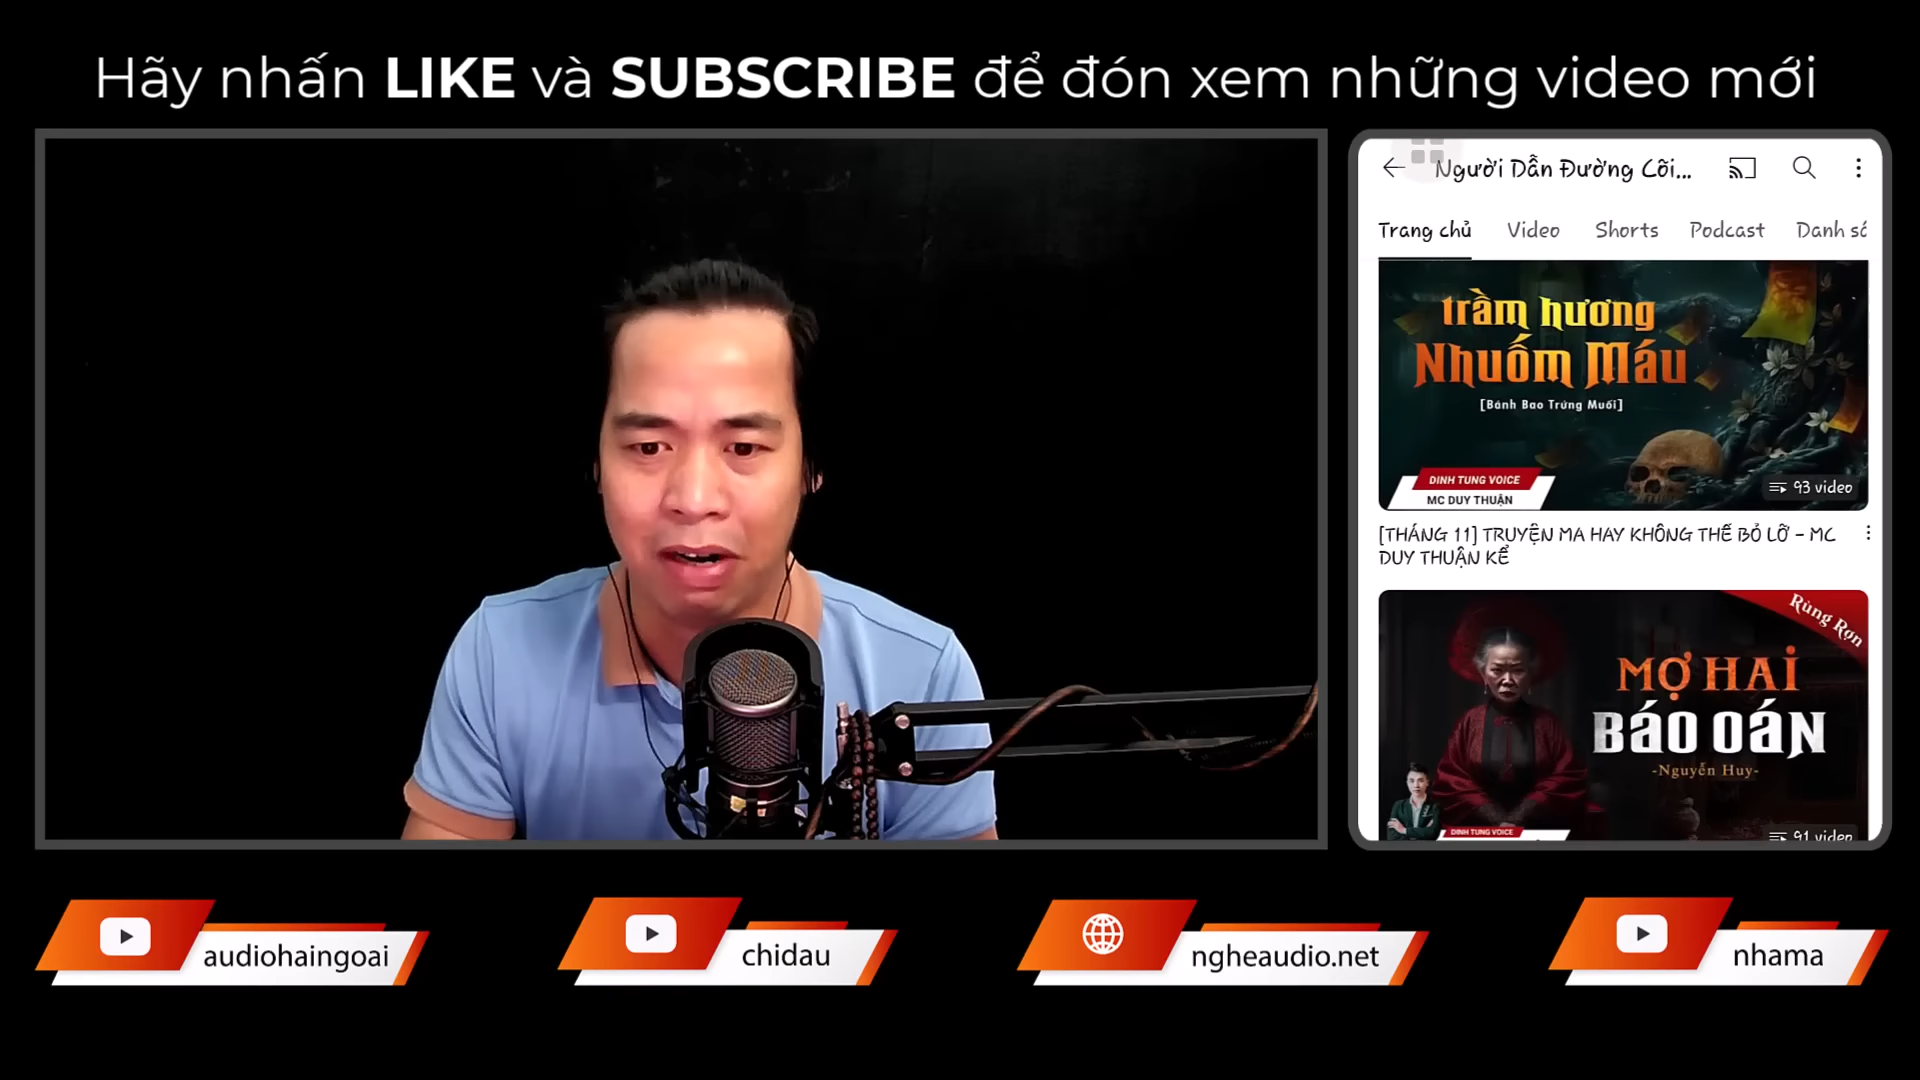 Hãy nhấn LIKE và SUBSCRIBE để đón xem những video mới
Người Dẫn Đường Cõi...
Trang chủ Video Shorts Podcast Danh sá
trầm hương
Nhuốm Máu
[Bánh Bao Trứng Muối]
DINH TUNG VOICE
MC DUY THUẬN
93 video
[THÁNG 11] TRUYỆN MA HAY KHÔNG THỂ BỎ LỠ - MC
DUY THUẬN KỂ
Rùng Rợn
MỢ HAI
BÁO OÁN
-Nguyễn Huy-
DINH TUNG VOICE
91 video
audiohaingoai
chidau
ngheaudio.net
nhama